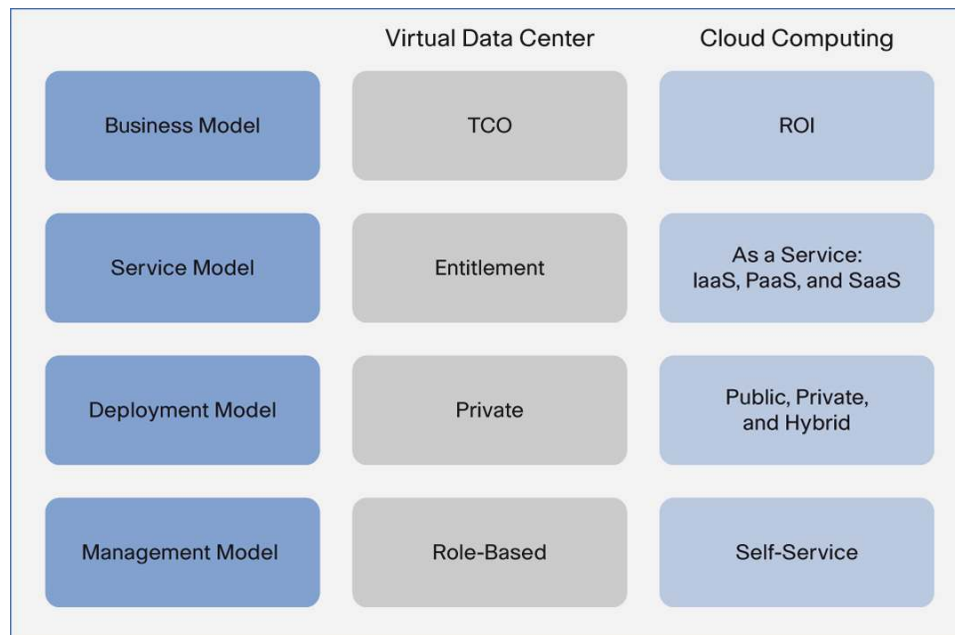 Virtual Data Center
Cloud Computing
Business Model
TCO
ROI
Service Model
Entitlement
As a Service:
IaaS, PaaS, and SaaS
Deployment Model
Private
Public, Private,
and Hybrid
Management Model
Role-Based
Self-Service